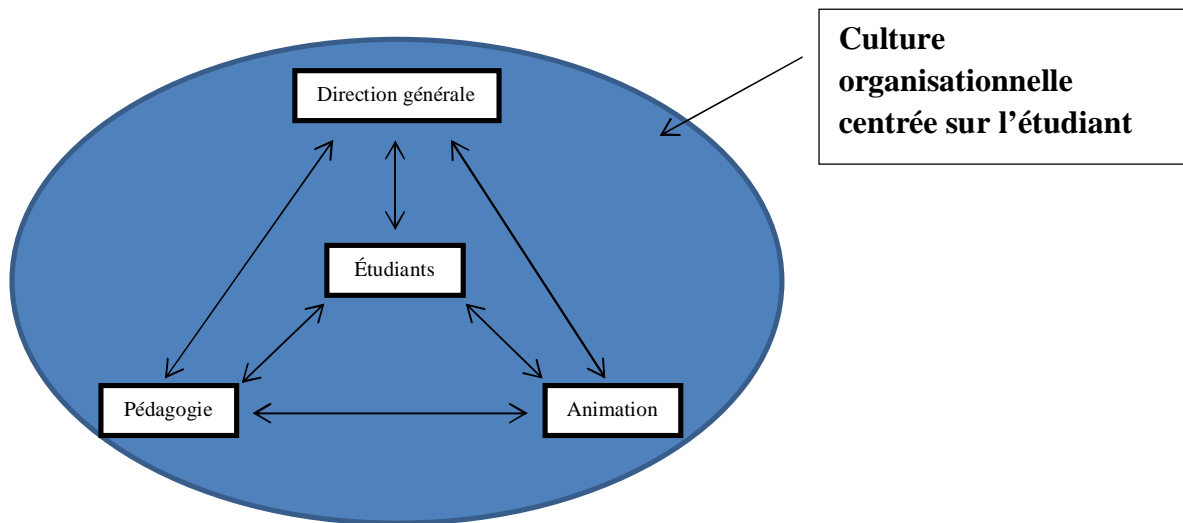 Culture
organisationnelle
centrée sur l’étudiant
Direction générale
Étudiants
Pédagogie
Animation